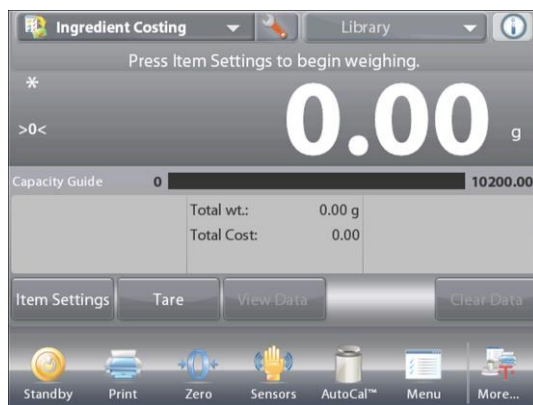 Ingredient Costing Library
Press Item Settings to begin weighing.
*
>0<
0.00 g
Capacity Guide 0 10200.00
Total wt.: 0.00 g
Total Cost: 0.00
Item Settings Tare View Data Clear Data
Standby Print Zero Sensors AutoCal™ Menu More...